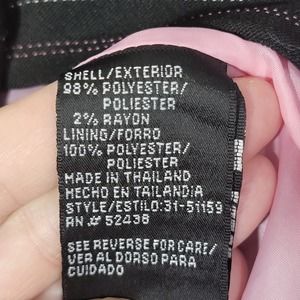 SHELL/EXTERIOR
98% POLYESTER/
POLIESTER
2% RAYON
LINING/FORRO
100% POLYESTER/
POLIESTER
MADE IN THAILAND
HECHO EN TAILANDIA
STYLE/ESTILO:31-51159
RN # 52438
SEE REVERSE FOR CARE/
VER AL DORSO PARA
CUIDADO